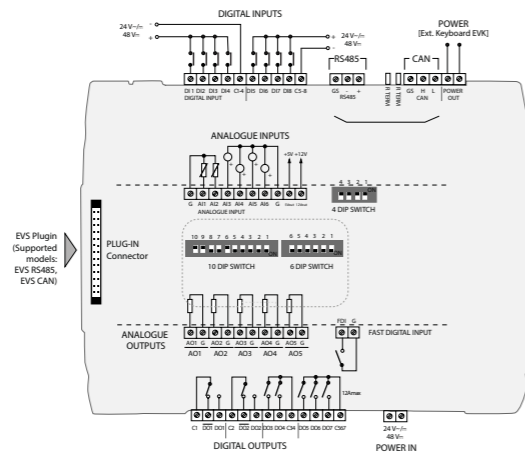 DIGITAL INPUTS
24 V~/⎓ -
48 V⎓ +
+ 24 V~/⎓
- 48 V⎓
POWER
[Ext. Keyboard EVK]
RS485
CAN
DI1 DI2 DI3 DI4 C1-4 DI5 DI6 DI7 DI8 C5-8
DIGITAL INPUT
GS - +
RS485
R TERM.
R TERM.
GS H L
CAN
POWER
OUT
ANALOGUE INPUTS
+5V +12V
G AI1 AI2 AI3 AI4 AI5 AI6 G
ANALOGUE INPUT
4 3 2 1
ON
4 DIP SWITCH
EVS Plugin
(Supported
models:
EVS RS485,
EVS CAN)
PLUG-IN
Connector
10 9 8 7 6 5 4 3 2 1
ON
10 DIP SWITCH
6 5 4 3 2 1
ON
6 DIP SWITCH
ANALOGUE
OUTPUTS
AO1 G AO2 G AO3 G AO4 G AO5 G
AO1 AO2 AO3 AO4 AO5
FDI G
FAST DIGITAL INPUT
12Amax
C1 DO1 DO1 C2 DO2 DO2 DO3 DO4 C34 DO5 DO6 DO7 C567
DIGITAL OUTPUTS
24 V~/⎓
48 V⎓
POWER IN